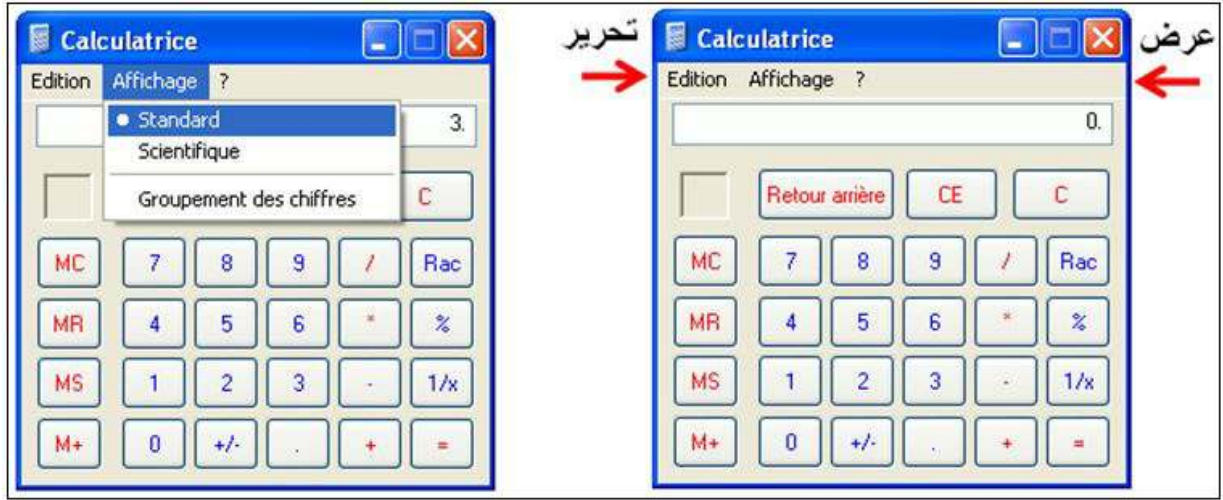 Calculatrice
Edition Affichage ?
Standard
3.
Scientifique
Groupement des chiffres
C
MC 7 8 9 / Rac
MR 4 5 6 * %
MS 1 2 3 - 1/x
M+ 0 +/- . + =
تحرير
عرض
Calculatrice
Edition Affichage ?
0.
Retour arrière CE C
MC 7 8 9 / Rac
MR 4 5 6 * %
MS 1 2 3 - 1/x
M+ 0 +/- . + =